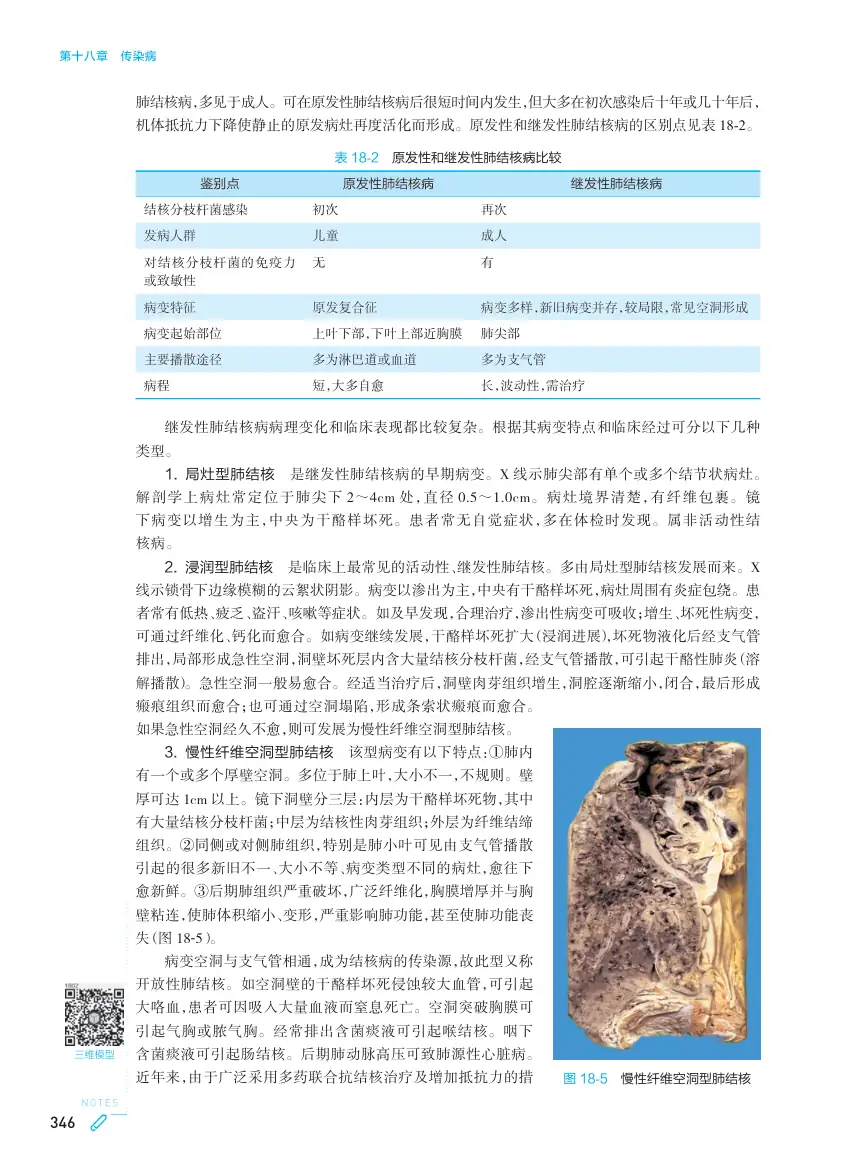 第十八章　传染病
肺结核病，多见于成人。可在原发性肺结核病后很短时间内发生，但大多在初次感染后十年或几十年后，
机体抵抗力下降使静止的原发病灶再度活化而形成。原发性和继发性肺结核病的区别点见表 18-2。
表 18-2　原发性和继发性肺结核病比较
鉴别点　原发性肺结核病　继发性肺结核病
结核分枝杆菌感染　初次　再次
发病人群　儿童　成人
对结核分枝杆菌的免疫力　无　有
或致敏性
病变特征　原发复合征　病变多样，新旧病变并存，较局限，常见空洞形成
病变起始部位　上叶下部，下叶上部近胸膜　肺尖部
主要播散途径　多为淋巴道或血道　多为支气管
病程　短，大多自愈　长，波动性，需治疗
继发性肺结核病病理变化和临床表现都比较复杂。根据其病变特点和临床经过可分以下几种
类型。
1. 局灶型肺结核　是继发性肺结核病的早期病变。X 线示肺尖部有单个或多个结节状病灶。
解剖学上病灶常定位于肺尖下 2～4cm 处，直径 0.5～1.0cm。病灶境界清楚，有纤维包裹。镜
下病变以增生为主，中央为干酪样坏死。患者常无自觉症状，多在体检时发现。属非活动性结
核病。
2. 浸润型肺结核　是临床上最常见的活动性、继发性肺结核。多由局灶型肺结核发展而来。X
线示锁骨下边缘模糊的云絮状阴影。病变以渗出为主，中央有干酪样坏死，病灶周围有炎症包绕。患
者常有低热、疲乏、盗汗、咳嗽等症状。如及早发现，合理治疗，渗出性病变可吸收；增生、坏死性病变，
可通过纤维化、钙化而愈合。如病变继续发展，干酪样坏死扩大（浸润进展），坏死物液化后经支气管
排出，局部形成急性空洞，洞壁坏死层内含大量结核分枝杆菌，经支气管播散，可引起干酪性肺炎（溶
解播散）。急性空洞一般易愈合。经适当治疗后，洞壁肉芽组织增生，洞腔逐渐缩小，闭合，最后形成
瘢痕组织而愈合；也可通过空洞塌陷，形成条索状瘢痕而愈合。
如果急性空洞经久不愈，则可发展为慢性纤维空洞型肺结核。
3. 慢性纤维空洞型肺结核　该型病变有以下特点：①肺内
有一个或多个厚壁空洞。多位于肺上叶，大小不一，不规则。壁
厚可达 1cm 以上。镜下洞壁分三层：内层为干酪样坏死物，其中
有大量结核分枝杆菌；中层为结核性肉芽组织；外层为纤维结缔
组织。②同侧或对侧肺组织，特别是肺小叶可见由支气管播散
引起的很多新旧不一、大小不等、病变类型不同的病灶，愈往下
愈新鲜。③后期肺组织严重破坏，广泛纤维化，胸膜增厚并与胸
壁粘连，使肺体积缩小、变形，严重影响肺功能，甚至使肺功能丧
失（图 18-5）。
病变空洞与支气管相通，成为结核病的传染源，故此型又称
开放性肺结核。如空洞壁的干酪样坏死侵蚀较大血管，可引起
大咯血，患者可因吸入大量血液而窒息死亡。空洞突破胸膜可
引起气胸或脓气胸。经常排出含菌痰液可引起喉结核。咽下
含菌痰液可引起肠结核。后期肺动脉高压可致肺源性心脏病。
近年来，由于广泛采用多药联合抗结核治疗及增加抵抗力的措
图 18-5　慢性纤维空洞型肺结核
1802
三维模型
NOTES
346